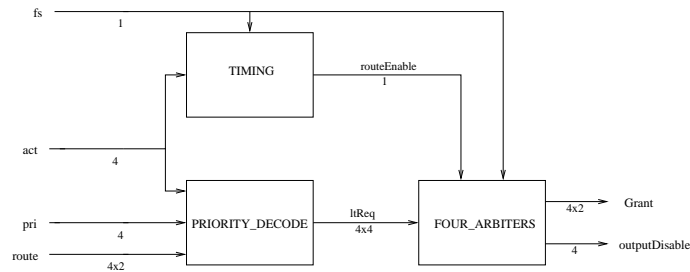 fs
1
TIMING
routeEnable
1
act
4
pri
4
route
4x2
PRIORITY_DECODE
ltReq
4x4
FOUR_ARBITERS
4x2
Grant
4
outputDisable